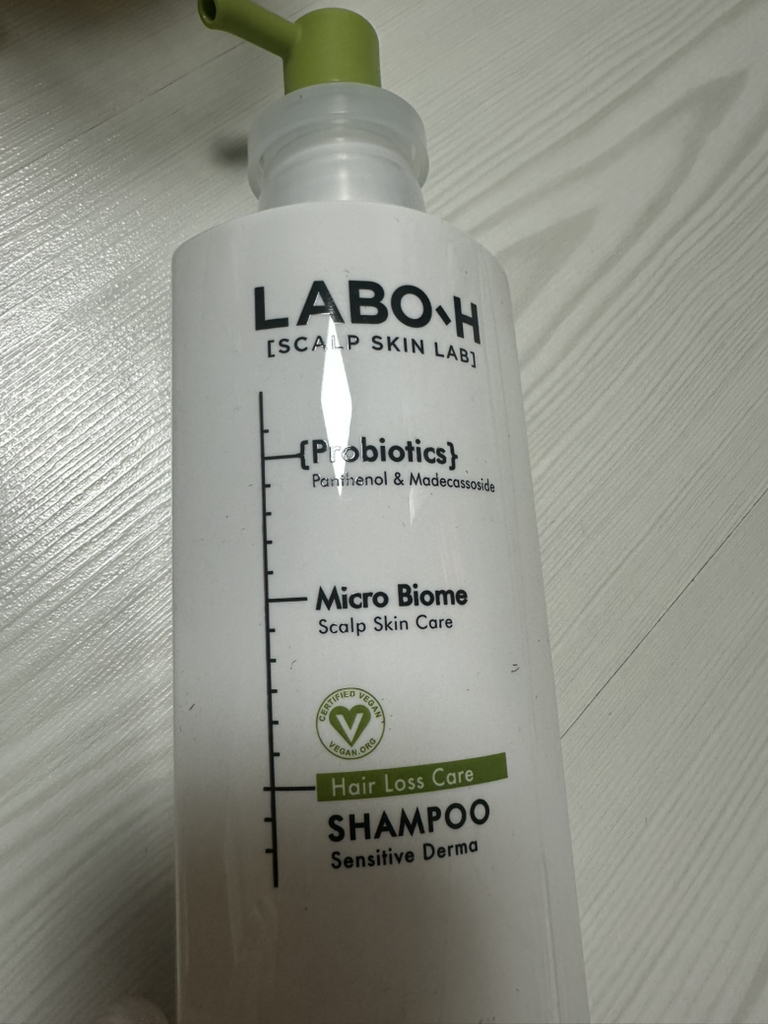 LABO-H
[SCALP SKIN LAB]
{Probiotics}
Panthenol & Madecassoside
Micro Biome
Scalp Skin Care
CERTIFIED VEGAN
VEGAN.ORG
Hair Loss Care
SHAMPOO
Sensitive Derma